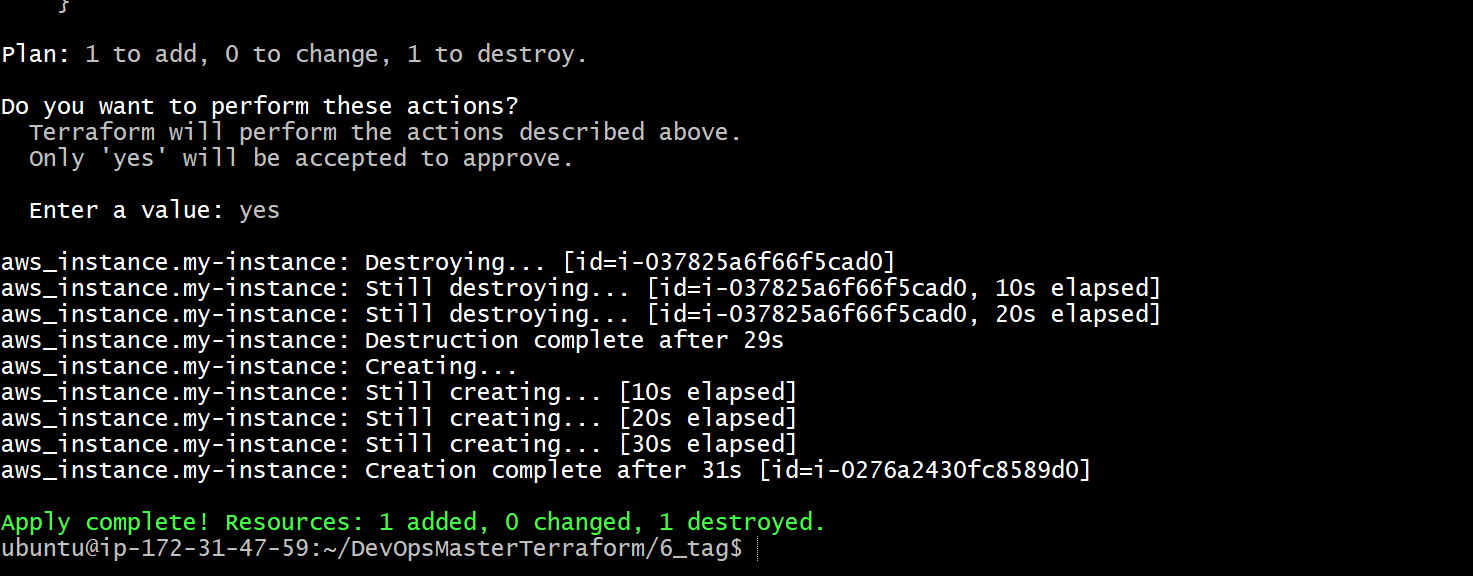 }
Plan: 1 to add, 0 to change, 1 to destroy.
Do you want to perform these actions?
  Terraform will perform the actions described above.
  Only 'yes' will be accepted to approve.
  Enter a value: yes
aws_instance.my-instance: Destroying... [id=i-037825a6f66f5cad0]
aws_instance.my-instance: Still destroying... [id=i-037825a6f66f5cad0, 10s elapsed]
aws_instance.my-instance: Still destroying... [id=i-037825a6f66f5cad0, 20s elapsed]
aws_instance.my-instance: Destruction complete after 29s
aws_instance.my-instance: Creating...
aws_instance.my-instance: Still creating... [10s elapsed]
aws_instance.my-instance: Still creating... [20s elapsed]
aws_instance.my-instance: Still creating... [30s elapsed]
aws_instance.my-instance: Creation complete after 31s [id=i-0276a2430fc8589d0]
Apply complete! Resources: 1 added, 0 changed, 1 destroyed.
ubuntu@ip-172-31-47-59:~/DevOpsMasterTerraform/6_tag$